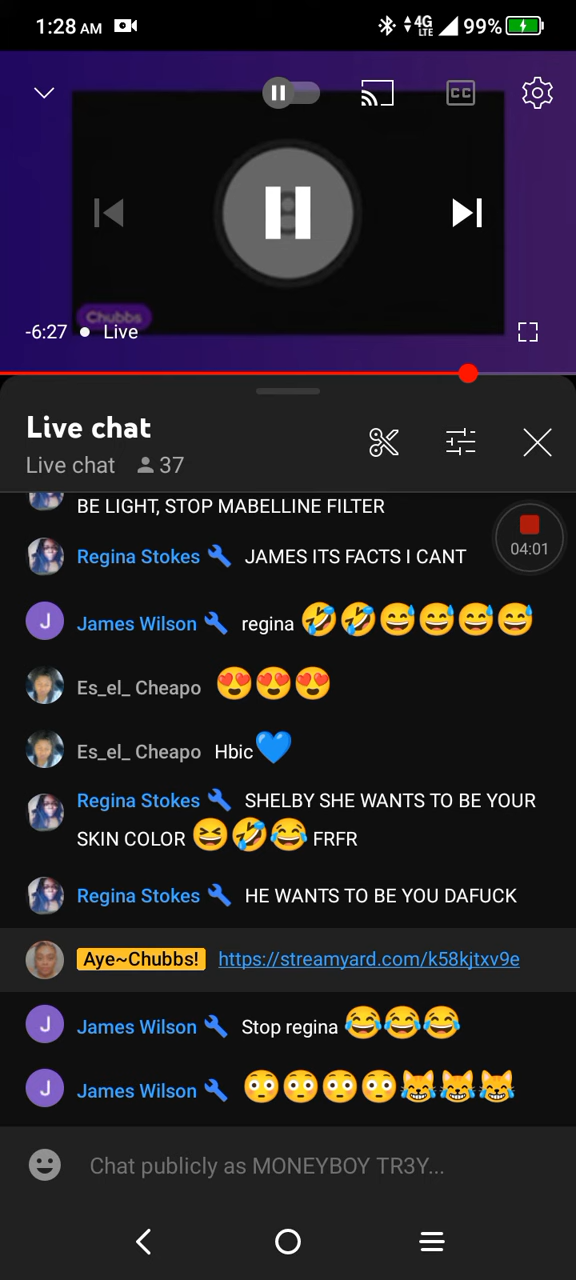 1:28 AM 4G LTE 99%
CC
Chubbs
-6:27 • Live
Live chat
Live chat 37
BE LIGHT, STOP MABELLINE FILTER
04:01
Regina Stokes JAMES ITS FACTS I CANT
J James Wilson regina 🤣🤣😅😅😅😅
Es_el_ Cheapo 😍😍😍
Es_el_ Cheapo Hbic💙
Regina Stokes SHELBY SHE WANTS TO BE YOUR
SKIN COLOR 😆🤣😂 FRFR
Regina Stokes HE WANTS TO BE YOU DAFUCK
Aye~Chubbs! https://streamyard.com/k58kjtxv9e
J James Wilson Stop regina 😂😂😂
J James Wilson 😳😳😳😳😹😹😹
Chat publicly as MONEYBOY TR3Y...